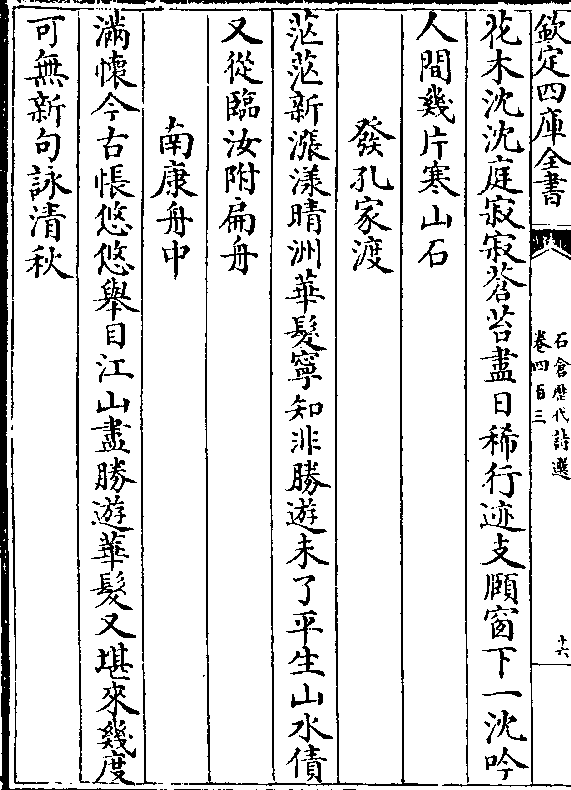 欽定四庫全書
石倉歷代詩選
卷四百三
十六
花木沈沈庭寂寂蒼苔盡日稀行迹支頤窗下一沈吟
人間幾片寒山石
發孔家渡
茫茫新漲漾晴洲華髮寧知非勝遊未了平生山水債
又從臨汝附扁舟
南康舟中
滿懷今古悵悠悠舉目江山盡勝遊華髮又堪來幾度
可無新句詠清秋